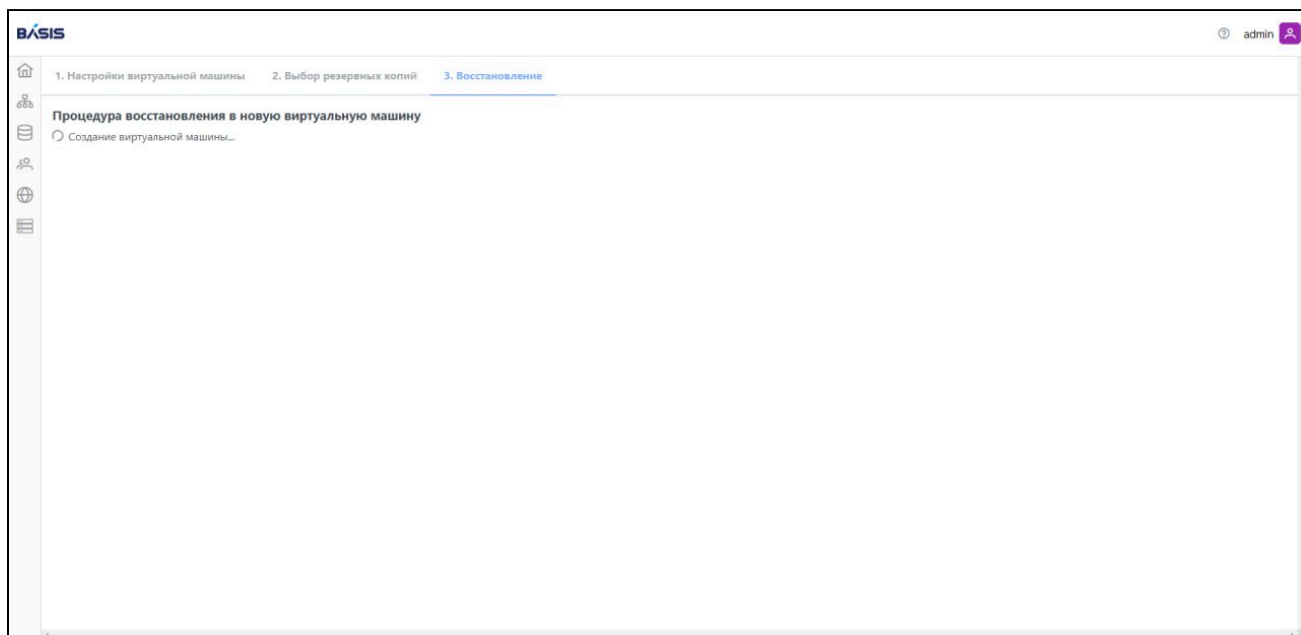 BÁSIS
admin
1. Настройки виртуальной машины
2. Выбор резервных копий
3. Восстановление
Процедура восстановления в новую виртуальную машину
Создание виртуальной машины...